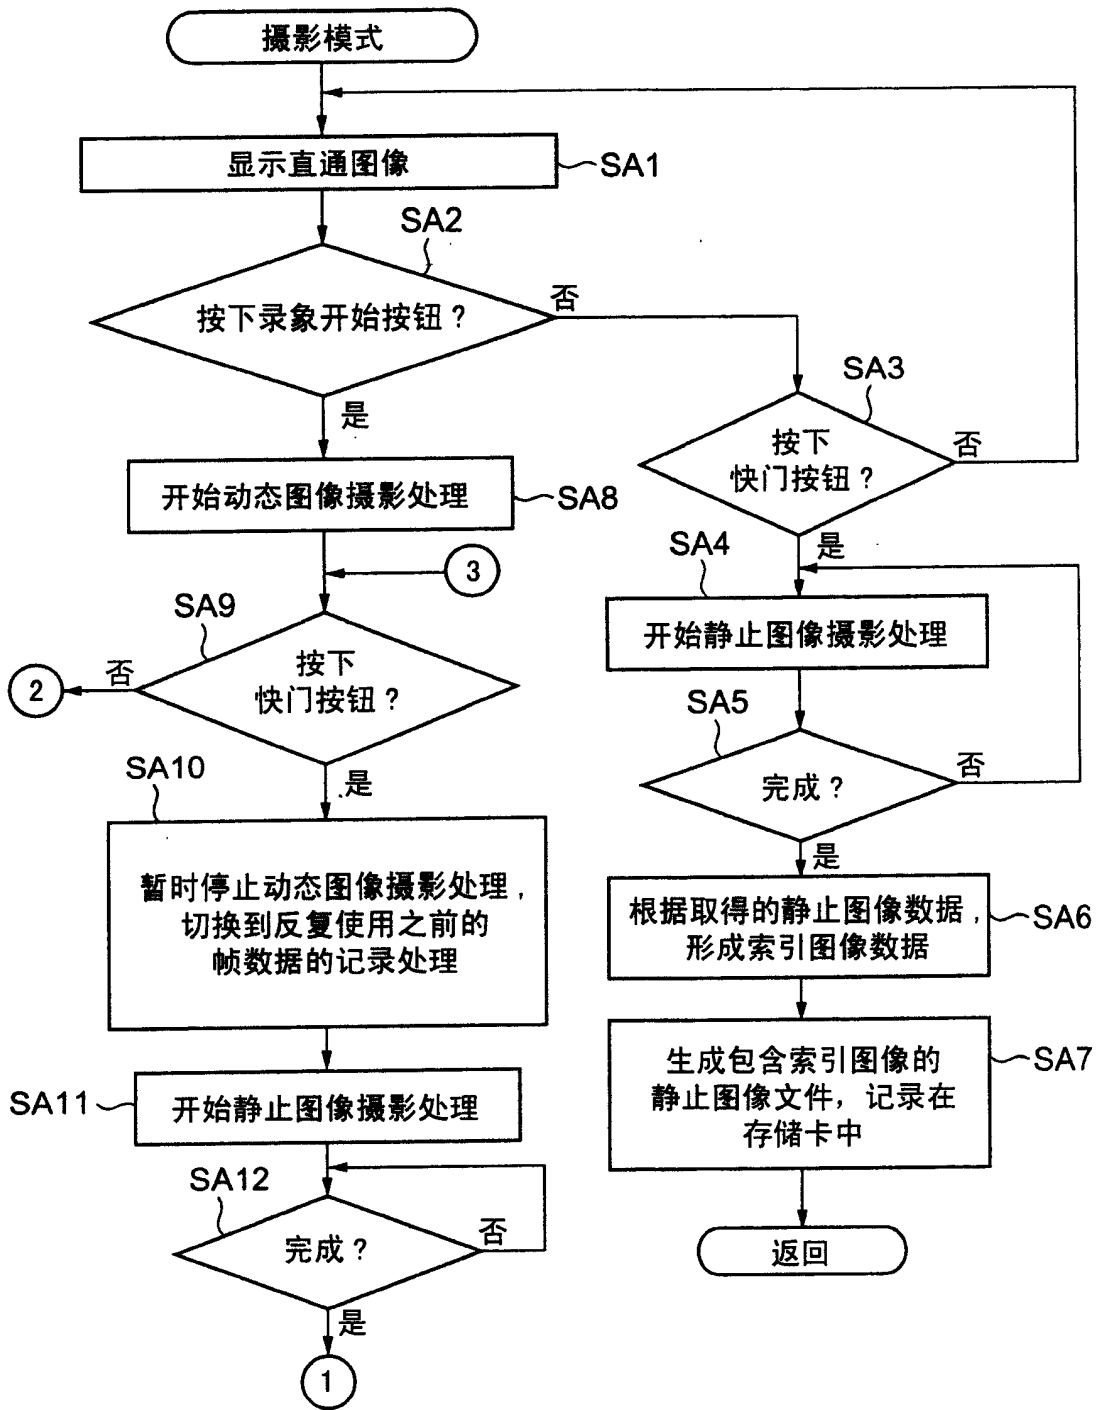 摄影模式
显示直通图像
SA1
SA2
按下录象开始按钮？
否
是
SA3
按下
快门按钮？
否
是
开始动态图像摄影处理
SA8
3
SA9
按下
快门按钮？
否
2
是
SA4
开始静止图像摄影处理
SA5
完成？
否
是
SA10
暂时停止动态图像摄影处理，
切换到反复使用之前的
帧数据的记录处理
根据取得的静止图像数据，
形成索引图像数据
SA6
生成包含索引图像的
静止图像文件，记录在
存储卡中
SA7
SA11
开始静止图像摄影处理
SA12
完成？
否
是
1
返回